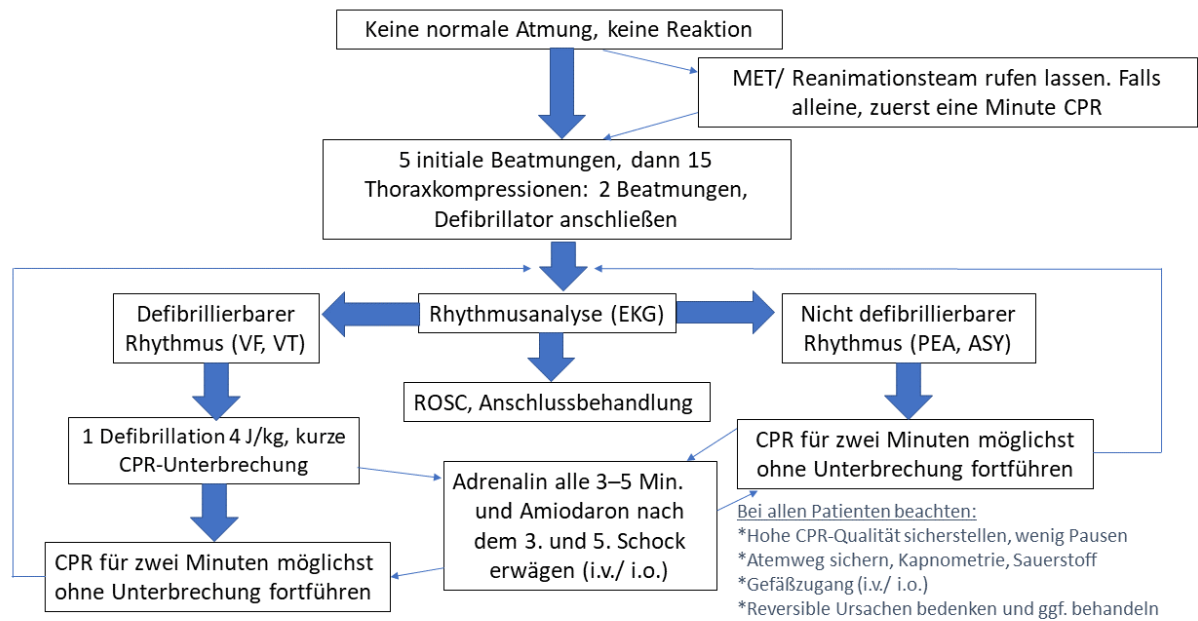 Keine normale Atmung, keine Reaktion
MET/ Reanimationsteam rufen lassen. Falls
alleine, zuerst eine Minute CPR
5 initiale Beatmungen, dann 15
Thoraxkompressionen: 2 Beatmungen,
Defibrillator anschließen
Defibrillierbarer
Rhythmus (VF, VT)
Rhythmusanalyse (EKG)
Nicht defibrillierbarer
Rhythmus (PEA, ASY)
ROSC, Anschlussbehandlung
1 Defibrillation 4 J/kg, kurze
CPR-Unterbrechung
CPR für zwei Minuten möglichst
ohne Unterbrechung fortführen
Adrenalin alle 3–5 Min.
und Amiodaron nach
dem 3. und 5. Schock
erwägen (i.v./ i.o.)
CPR für zwei Minuten möglichst
ohne Unterbrechung fortführen
Bei allen Patienten beachten:
*Hohe CPR-Qualität sicherstellen, wenig Pausen
*Atemweg sichern, Kapnometrie, Sauerstoff
*Gefäßzugang (i.v./ i.o.)
*Reversible Ursachen bedenken und ggf. behandeln